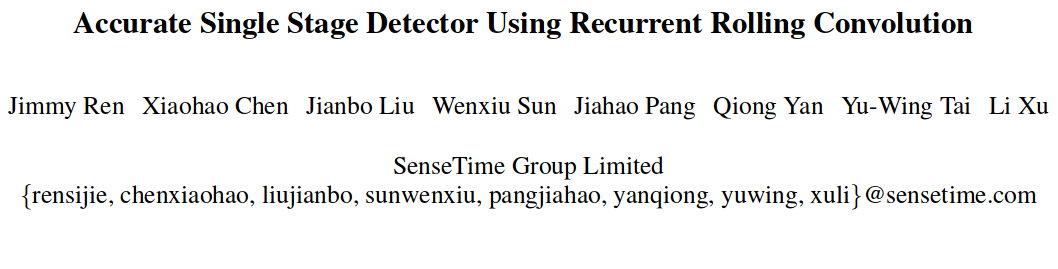 Accurate Single Stage Detector Using Recurrent Rolling Convolution
Jimmy Ren Xiaohao Chen Jianbo Liu Wenxiu Sun Jiahao Pang Qiong Yan Yu-Wing Tai Li Xu
SenseTime Group Limited
{rensijie, chenxiaohao, liujianbo, sunwenxiu, pangjiahao, yanqiong, yuwing, xuli}@sensetime.com